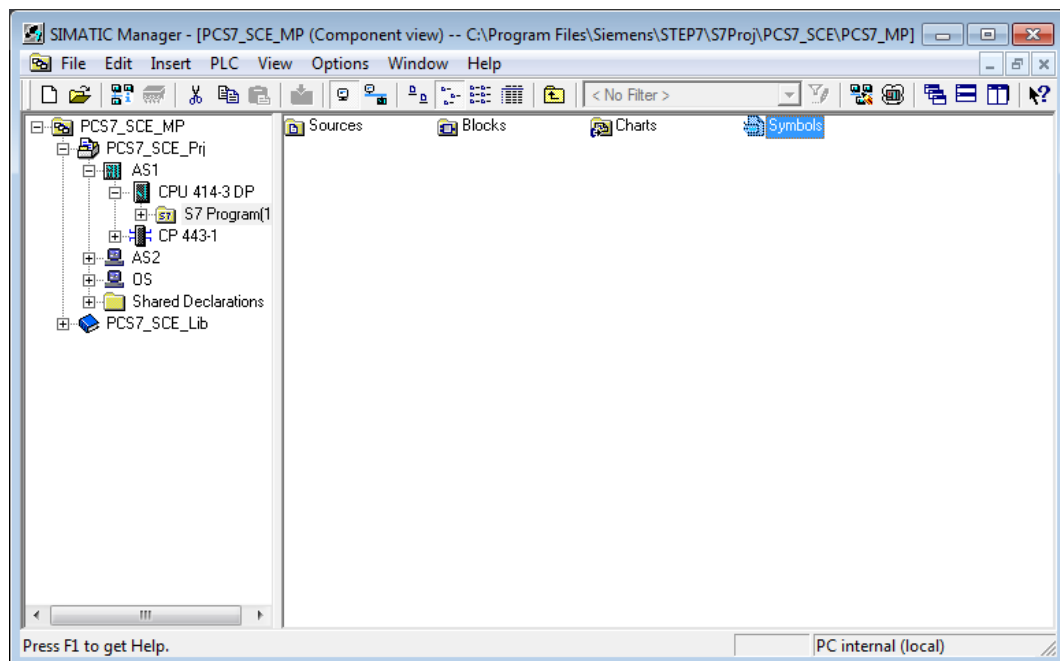 SIMATIC Manager - [PCS7_SCE_MP (Component view) -- C:\Program Files\Siemens\STEP7\S7Proj\PCS7_SCE\PCS7_MP]
File Edit Insert PLC View Options Window Help
< No Filter >
PCS7_SCE_MP
PCS7_SCE_Prj
AS1
CPU 414-3 DP
S7 Program(1
CP 443-1
AS2
OS
Shared Declarations
PCS7_SCE_Lib
Sources Blocks Charts Symbols
Press F1 to get Help. PC internal (local)